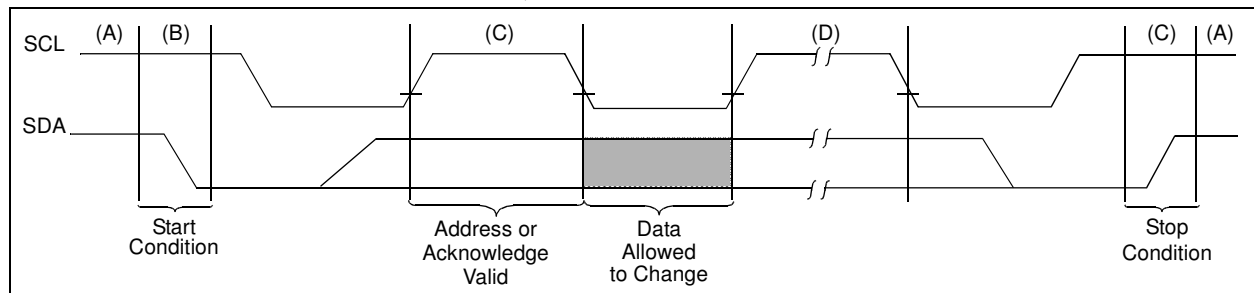 (A) (B) (C) (D) (C) (A)
SCL
SDA
Start
Condition
Address or
Acknowledge
Valid
Data
Allowed
to Change
Stop
Condition